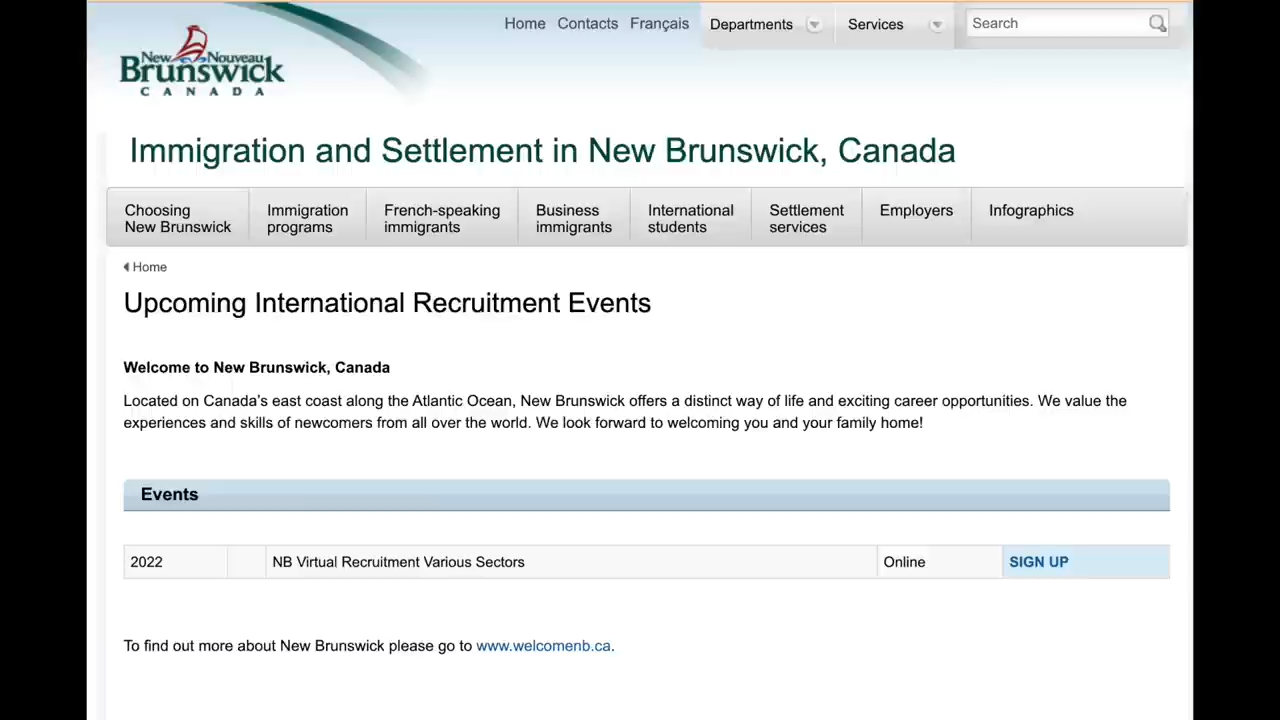 Home Contacts Français Departments Services Search
New Nouveau
Brunswick
CANADA
Immigration and Settlement in New Brunswick, Canada
Choosing
New Brunswick
Immigration
programs
French-speaking
immigrants
Business
immigrants
International
students
Settlement
services
Employers
Infographics
Home
Upcoming International Recruitment Events
Welcome to New Brunswick, Canada
Located on Canada's east coast along the Atlantic Ocean, New Brunswick offers a distinct way of life and exciting career opportunities. We value the
experiences and skills of newcomers from all over the world. We look forward to welcoming you and your family home!
Events
2022 NB Virtual Recruitment Various Sectors Online SIGN UP
To find out more about New Brunswick please go to www.welcomenb.ca.